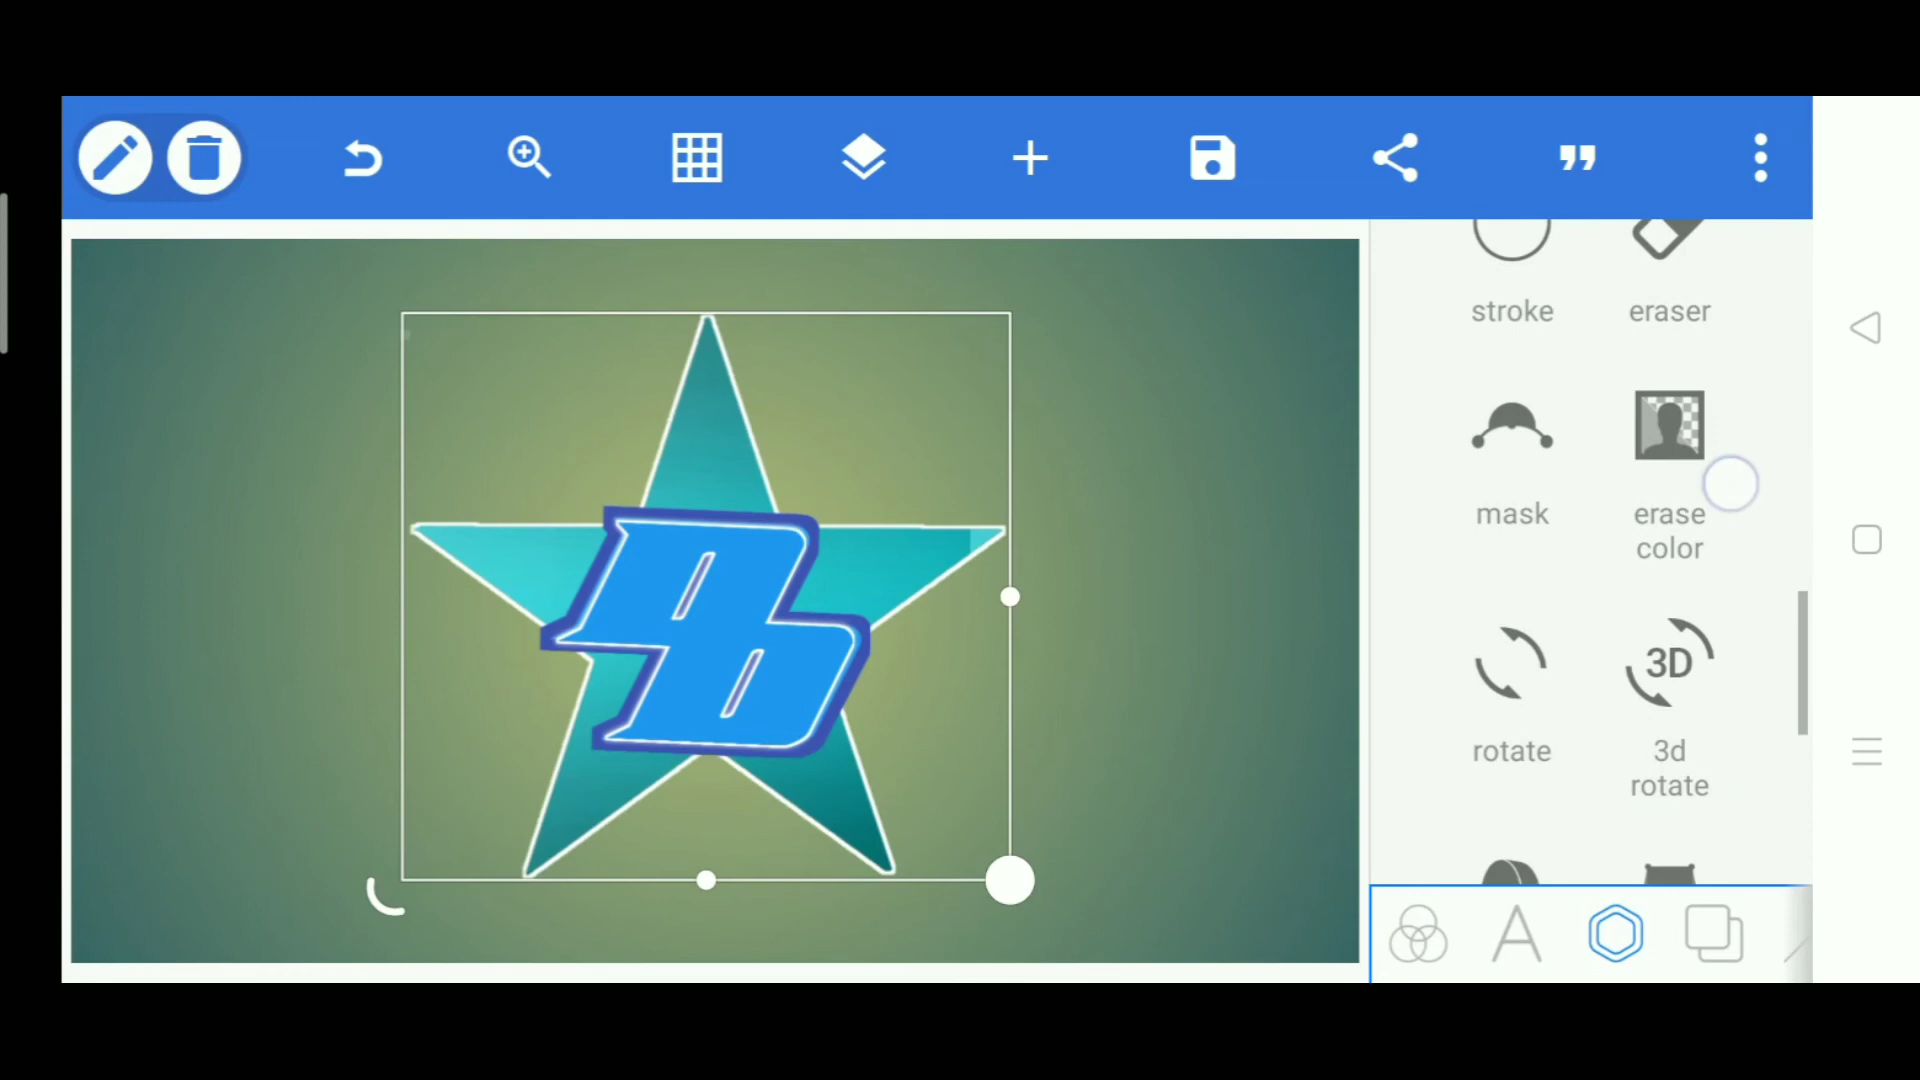 stroke
eraser
mask
erase
color
3D
rotate
3d
rotate
B
A